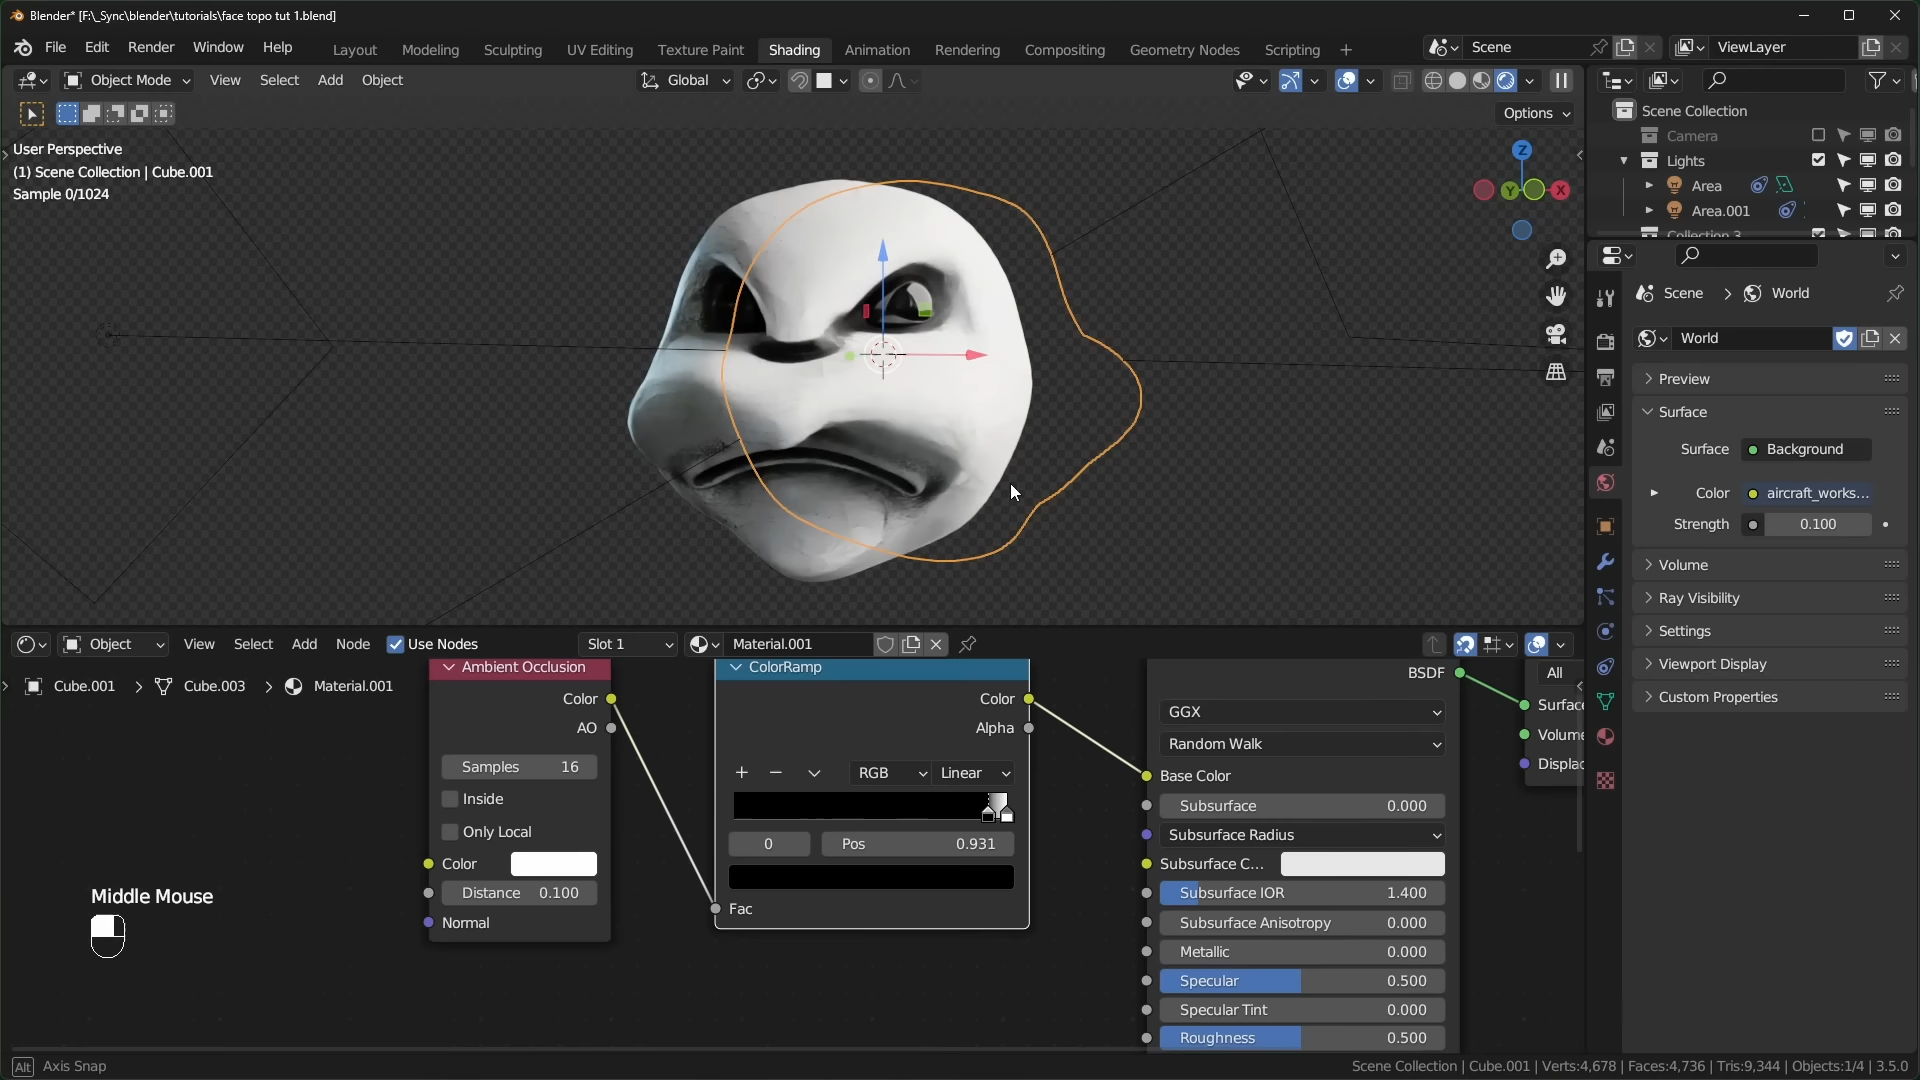 Blender* [F:\_Sync\blender\tutorials\face topo tut 1.blend]
File Edit Render Window Help
Layout Modeling Sculpting UV Editing Texture Paint Shading Animation Rendering Compositing Geometry Nodes Scripting +
Scene
ViewLayer
Object Mode View Select Add Object
Global
Options
User Perspective
(1) Scene Collection | Cube.001
Sample 0/1024
Z
Y
X
Scene Collection
Camera
Lights
Area
Area.001
Collection 3
Scene > World
World
Preview
Surface
Surface Background
Color aircraft_works...
Strength 0.100
Volume
Ray Visibility
Settings
Viewport Display
Custom Properties
Object View Select Add Node Use Nodes Slot 1 Material.001
Cube.001 > Cube.003 > Material.001
Ambient Occlusion
Color
AO
Samples 16
Inside
Only Local
Color
Distance 0.100
Normal
ColorRamp
Color
Alpha
RGB Linear
0 Pos 0.931
Fac
BSDF
GGX
Random Walk
Base Color
Subsurface 0.000
Subsurface Radius
Subsurface C...
Subsurface IOR 1.400
Subsurface Anisotropy 0.000
Metallic 0.000
Specular 0.500
Specular Tint 0.000
Roughness 0.500
All
Surface
Volume
Displac
Middle Mouse
Alt Axis Snap
Scene Collection | Cube.001 | Verts:4,678 | Faces:4,736 | Tris:9,344 | Objects:1/4 | 3.5.0